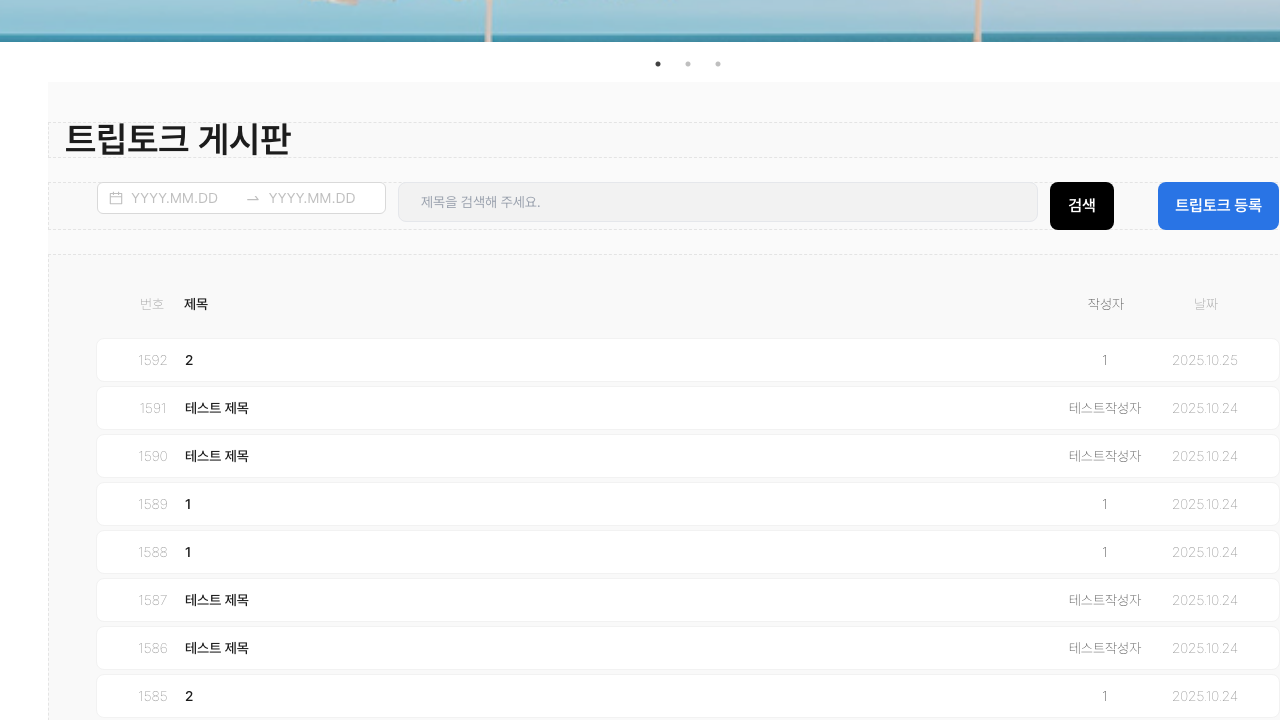 트립토크 게시판
YYYY.MM.DD YYYY.MM.DD 제목을 검색해 주세요. 검색 트립토크 등록
번호 제목 작성자 날짜
1592 2 1 2025.10.25
1591 테스트 제목 테스트작성자 2025.10.24
1590 테스트 제목 테스트작성자 2025.10.24
1589 1 1 2025.10.24
1588 1 1 2025.10.24
1587 테스트 제목 테스트작성자 2025.10.24
1586 테스트 제목 테스트작성자 2025.10.24
1585 2 1 2025.10.24